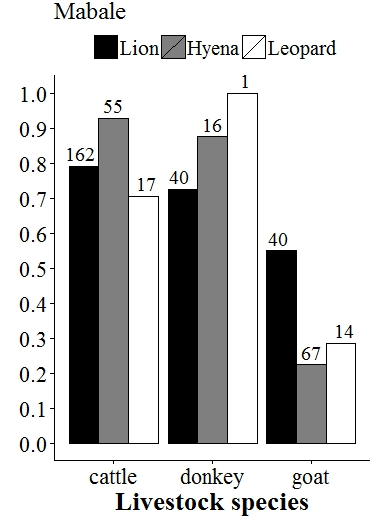 Mabale
Lion Hyena Leopard
1.0
0.9
0.8
0.7
0.6
0.5
0.4
0.3
0.2
0.1
0.0
162 55 17
40 16 1
40 67 14
cattle donkey goat
Livestock species